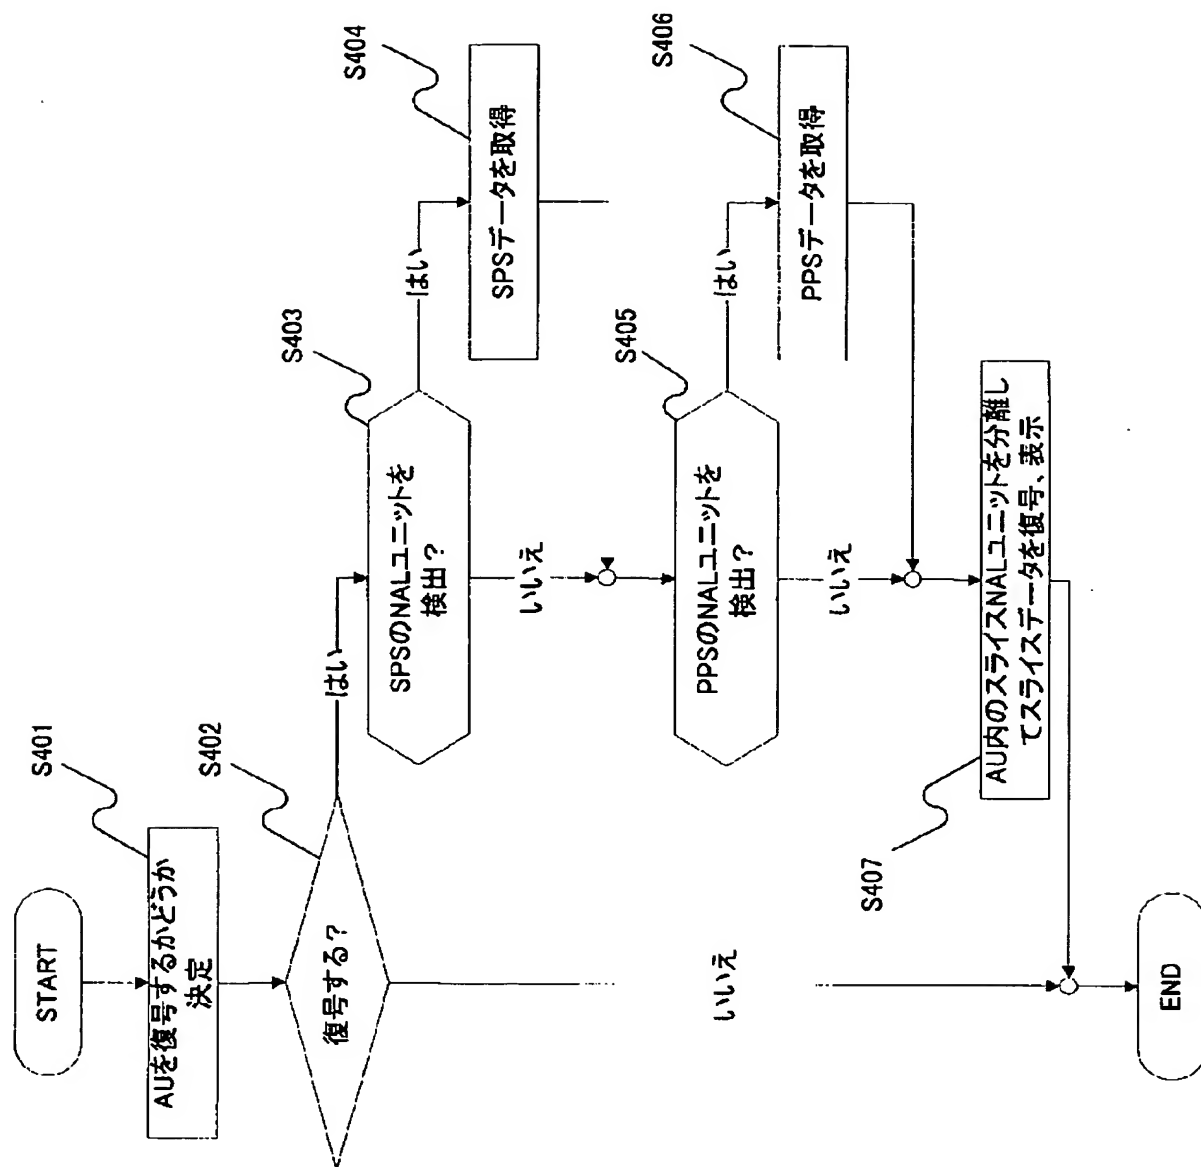 START
S401
AUを復号するかどうか
決定
S402
復号する?
はい
いいえ
S403
SPSのNALユニットを
検出?
はい
いいえ
S404
SPSデータを取得
S405
PPSのNALユニットを
検出?
はい
いいえ
S406
PPSデータを取得
S407
AU内のスライスNALユニットを分離し
てスライスデータを復号、表示
END